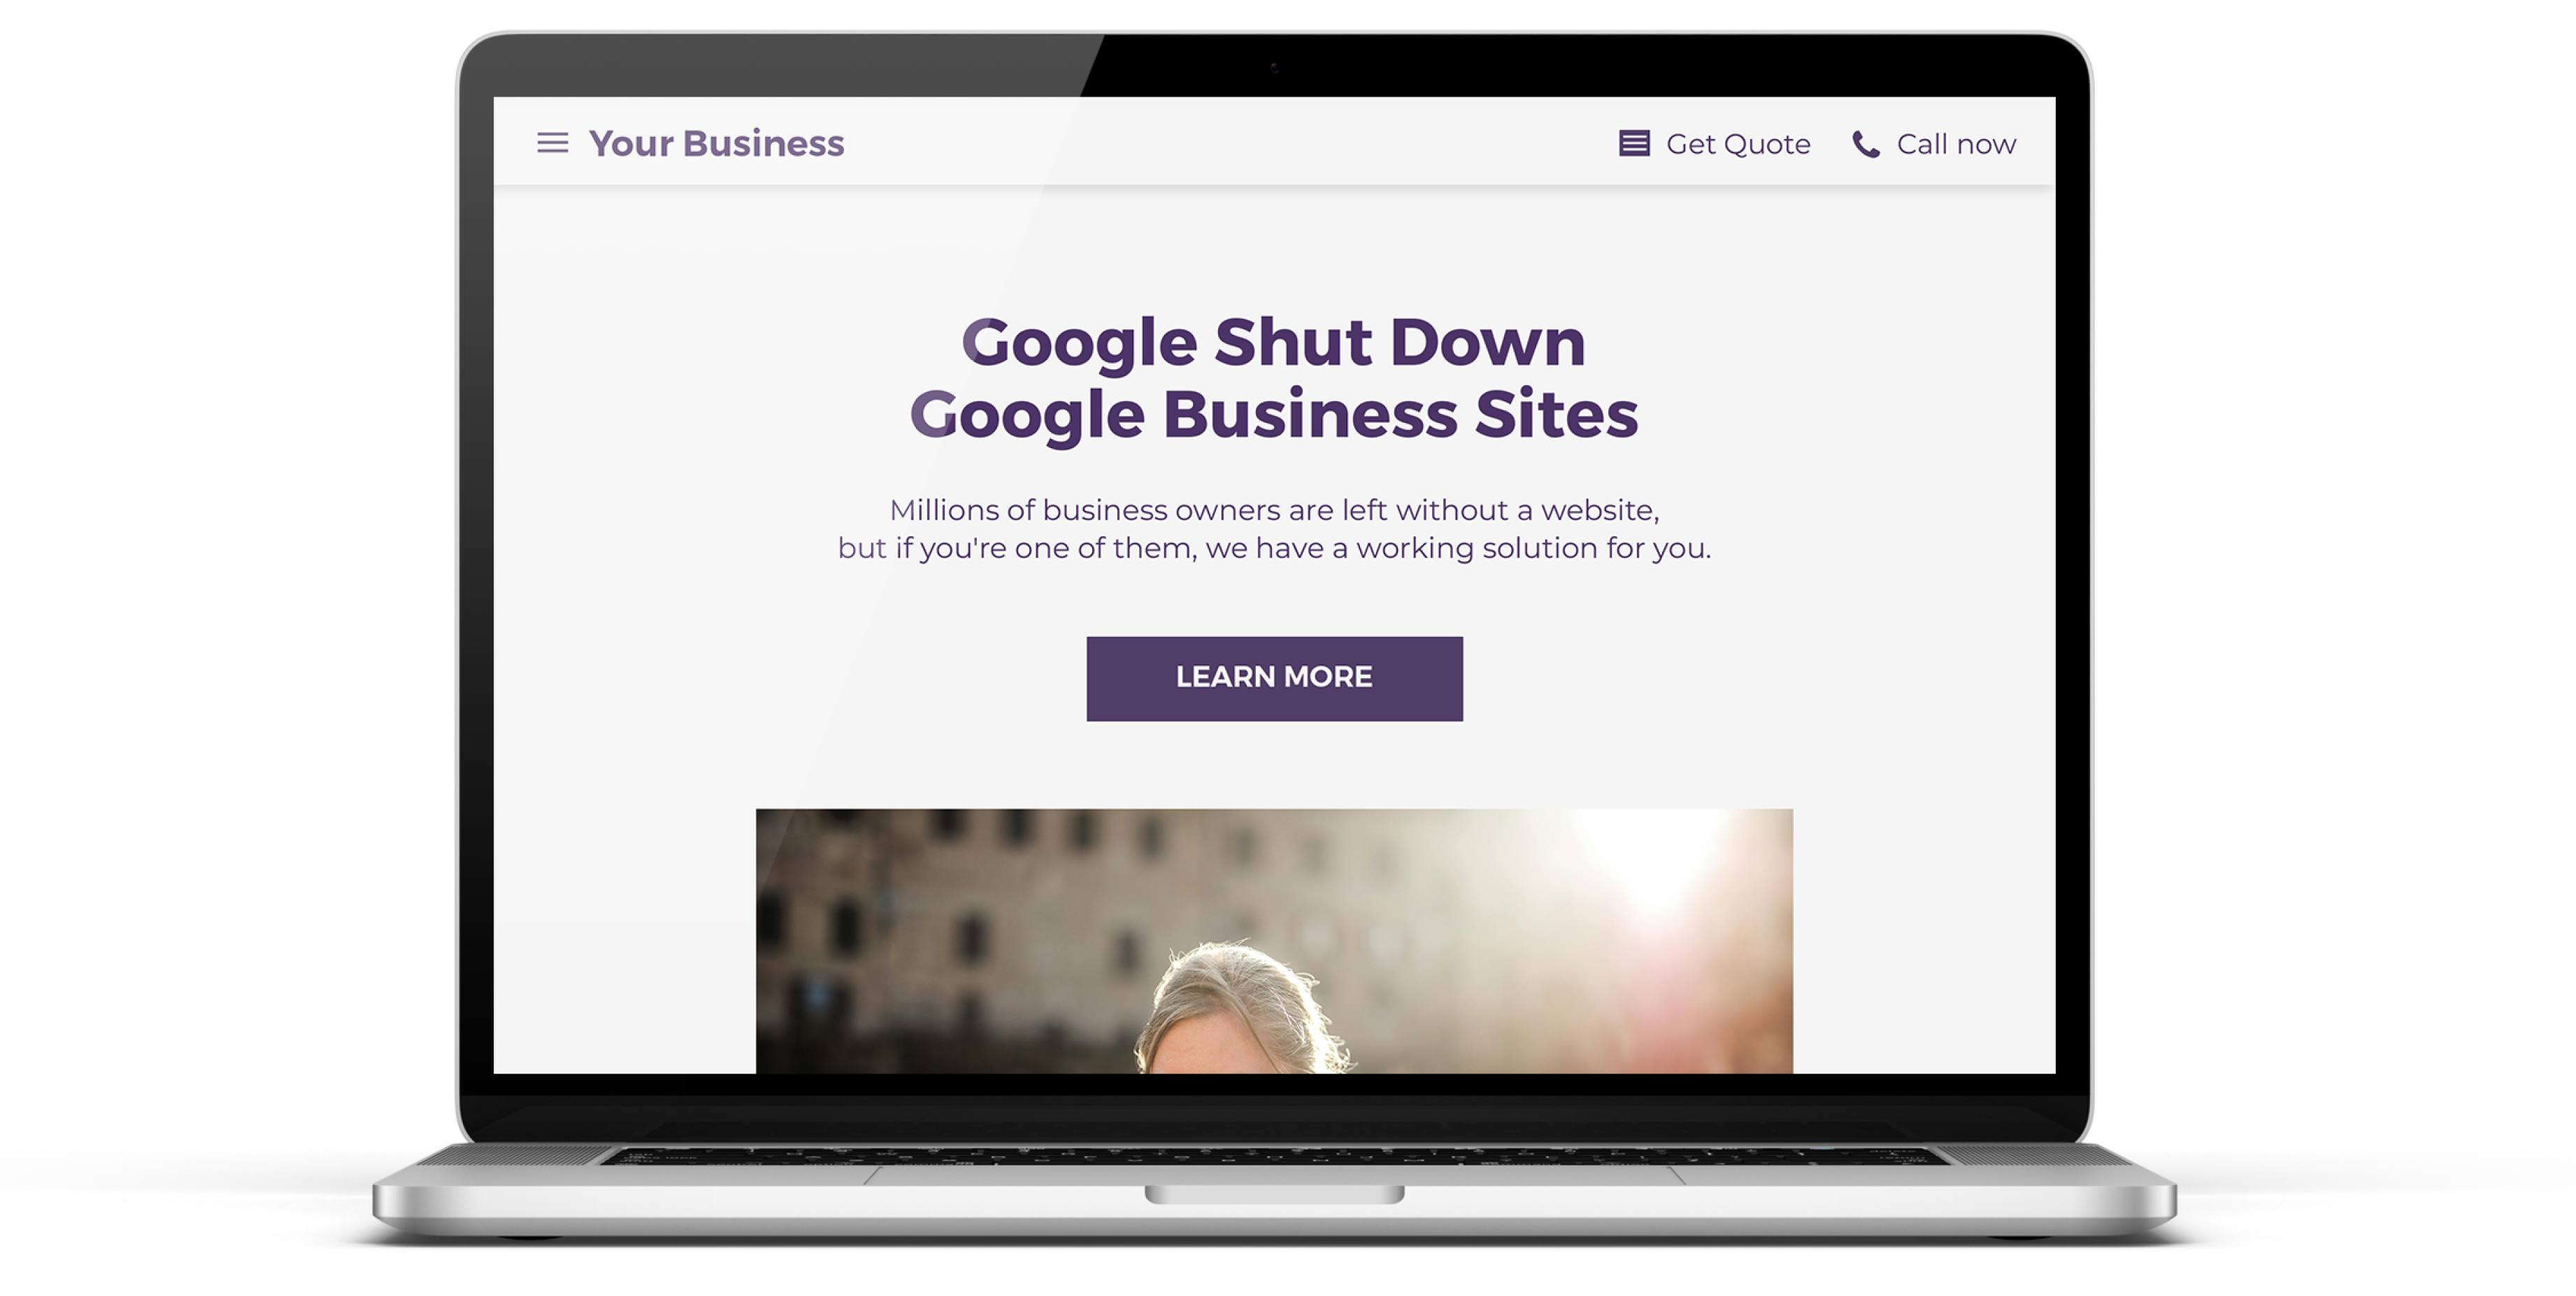 Your Business
Get Quote
Call now
Google Shut Down
Google Business Sites
Millions of business owners are left without a website,
but if you're one of them, we have a working solution for you.
LEARN MORE